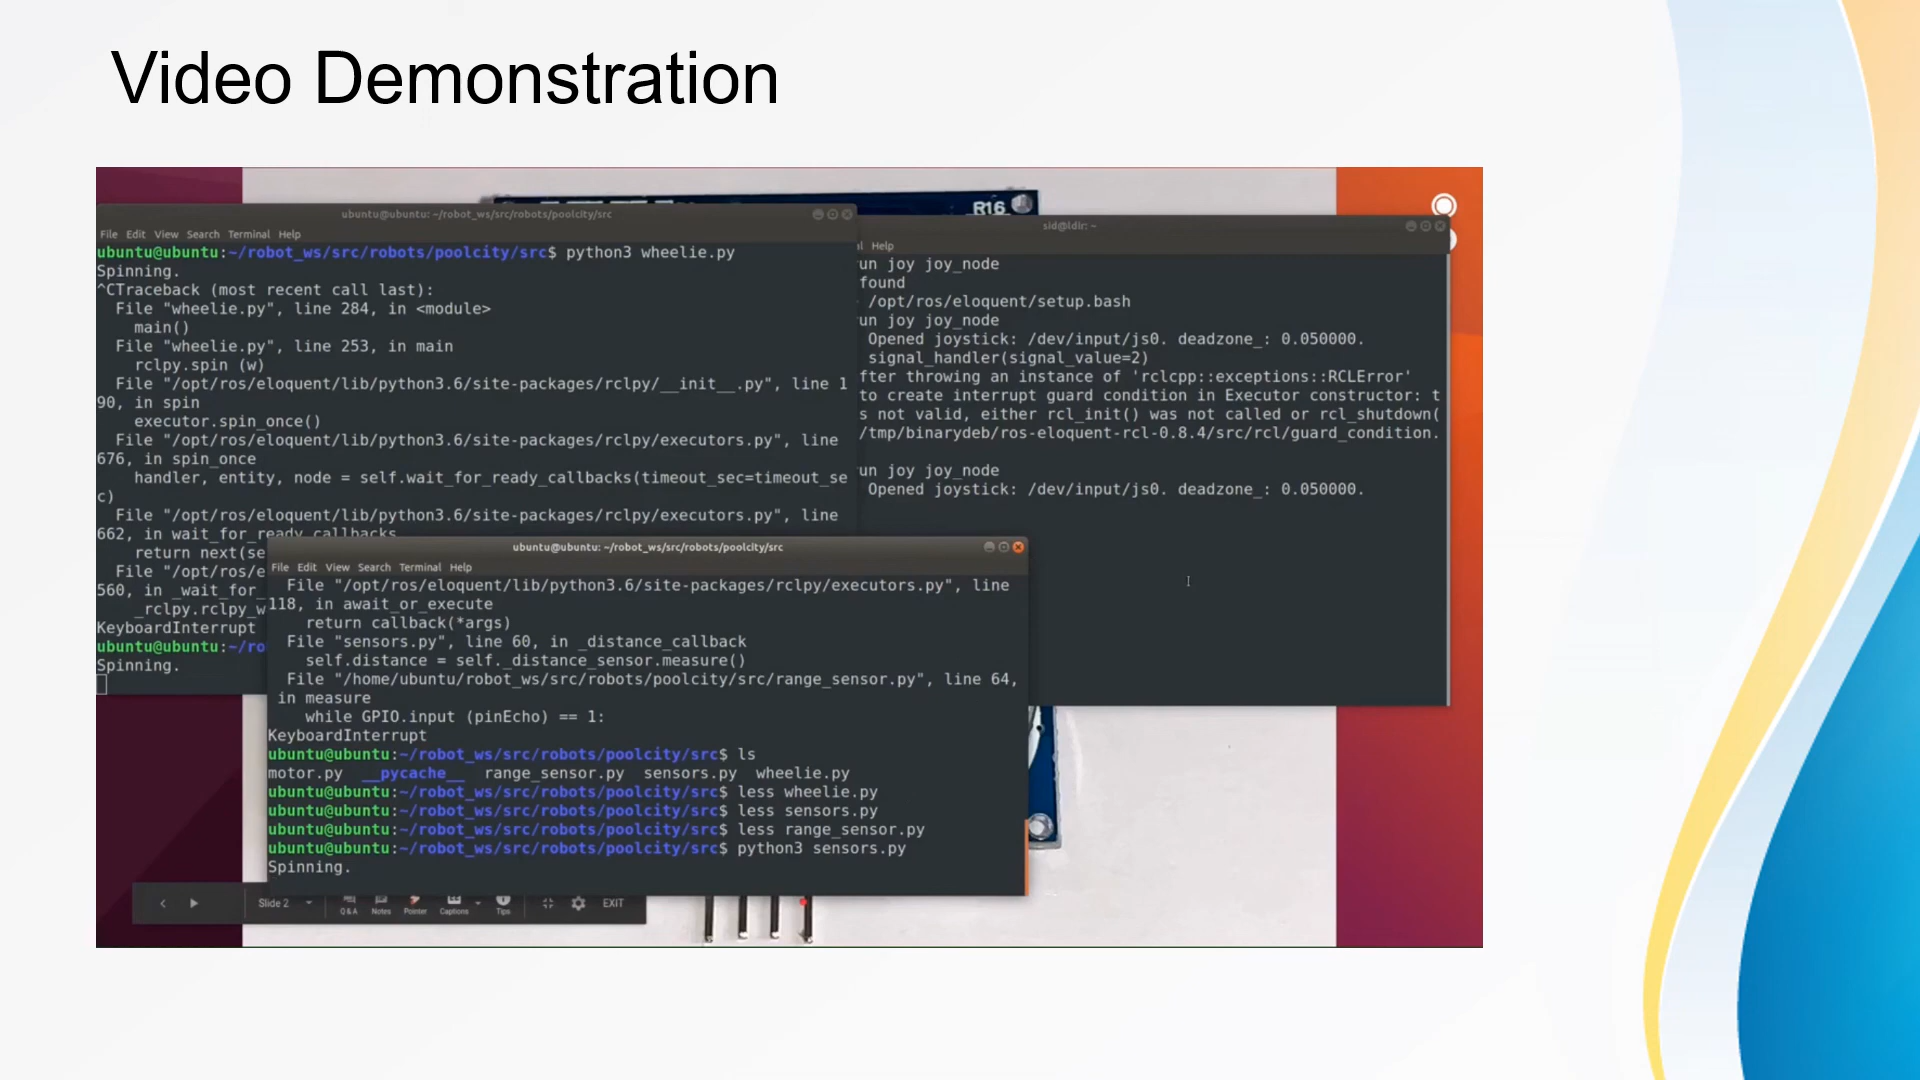 Video Demonstration
R16
ubuntu@ubuntu: ~/robot_ws/src/robots/poolcity/src
File Edit View Search Terminal Help
ubuntu@ubuntu:~/robot_ws/src/robots/poolcity/src$ python3 wheelie.py
Spinning.
^CTraceback (most recent call last):
File "wheelie.py", line 284, in <module>
main()
File "wheelie.py", line 253, in main
rclpy.spin (w)
File "/opt/ros/eloquent/lib/python3.6/site-packages/rclpy/__init__.py", line 1
90, in spin
executor.spin_once()
File "/opt/ros/eloquent/lib/python3.6/site-packages/rclpy/executors.py", line
676, in spin_once
handler, entity, node = self.wait_for_ready_callbacks(timeout_sec=timeout_se
c)
File "/opt/ros/eloquent/lib/python3.6/site-packages/rclpy/executors.py", line
662, in wait_for_ready_callbacks
return next(se
File "/opt/ros/e
560, in _wait_for_
_rclpy.rclpy_w
KeyboardInterrupt
ubuntu@ubuntu:~/ro
Spinning.
sid@ldir: ~
Help
un joy joy_node
found
/opt/ros/eloquent/setup.bash
un joy joy_node
Opened joystick: /dev/input/js0. deadzone_: 0.050000.
signal_handler(signal_value=2)
fter throwing an instance of 'rclcpp::exceptions::RCLError'
to create interrupt guard condition in Executor constructor: t
s not valid, either rcl_init() was not called or rcl_shutdown(
/tmp/binarydeb/ros-eloquent-rcl-0.8.4/src/rcl/guard_condition.
un joy joy_node
Opened joystick: /dev/input/js0. deadzone_: 0.050000.
ubuntu@ubuntu: ~/robot_ws/src/robots/poolcity/src
File Edit View Search Terminal Help
File "/opt/ros/eloquent/lib/python3.6/site-packages/rclpy/executors.py", line
118, in await_or_execute
return callback(*args)
File "sensors.py", line 60, in _distance_callback
self.distance = self._distance_sensor.measure()
File "/home/ubuntu/robot_ws/src/robots/poolcity/src/range_sensor.py", line 64,
in measure
while GPIO.input (pinEcho) == 1:
KeyboardInterrupt
ubuntu@ubuntu:~/robot_ws/src/robots/poolcity/src$ ls
motor.py __pycache__ range_sensor.py sensors.py wheelie.py
ubuntu@ubuntu:~/robot_ws/src/robots/poolcity/src$ less wheelie.py
ubuntu@ubuntu:~/robot_ws/src/robots/poolcity/src$ less sensors.py
ubuntu@ubuntu:~/robot_ws/src/robots/poolcity/src$ less range_sensor.py
ubuntu@ubuntu:~/robot_ws/src/robots/poolcity/src$ python3 sensors.py
Spinning.
Slide 2 Q&A Notes Pointer Captions Tips EXIT